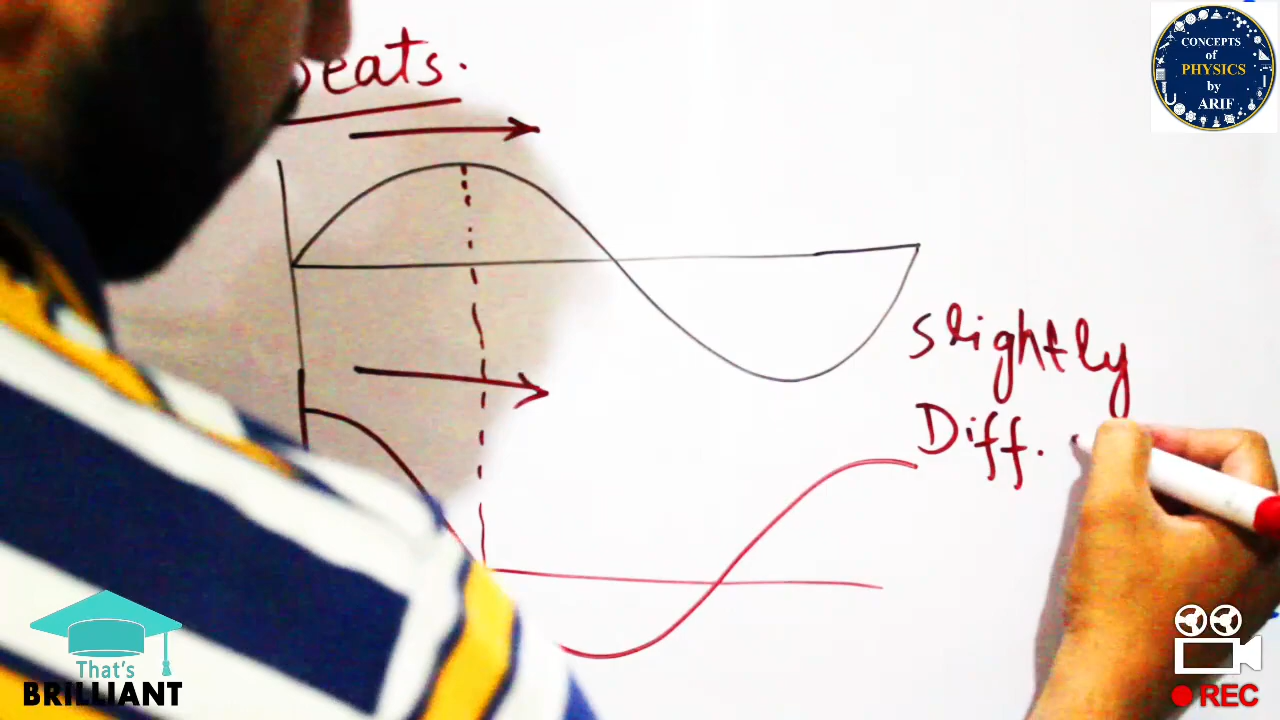 beats.
slightly
Diff.
CONCEPTS
of
PHYSICS
by
ARIF
That's
BRILLIANT
REC